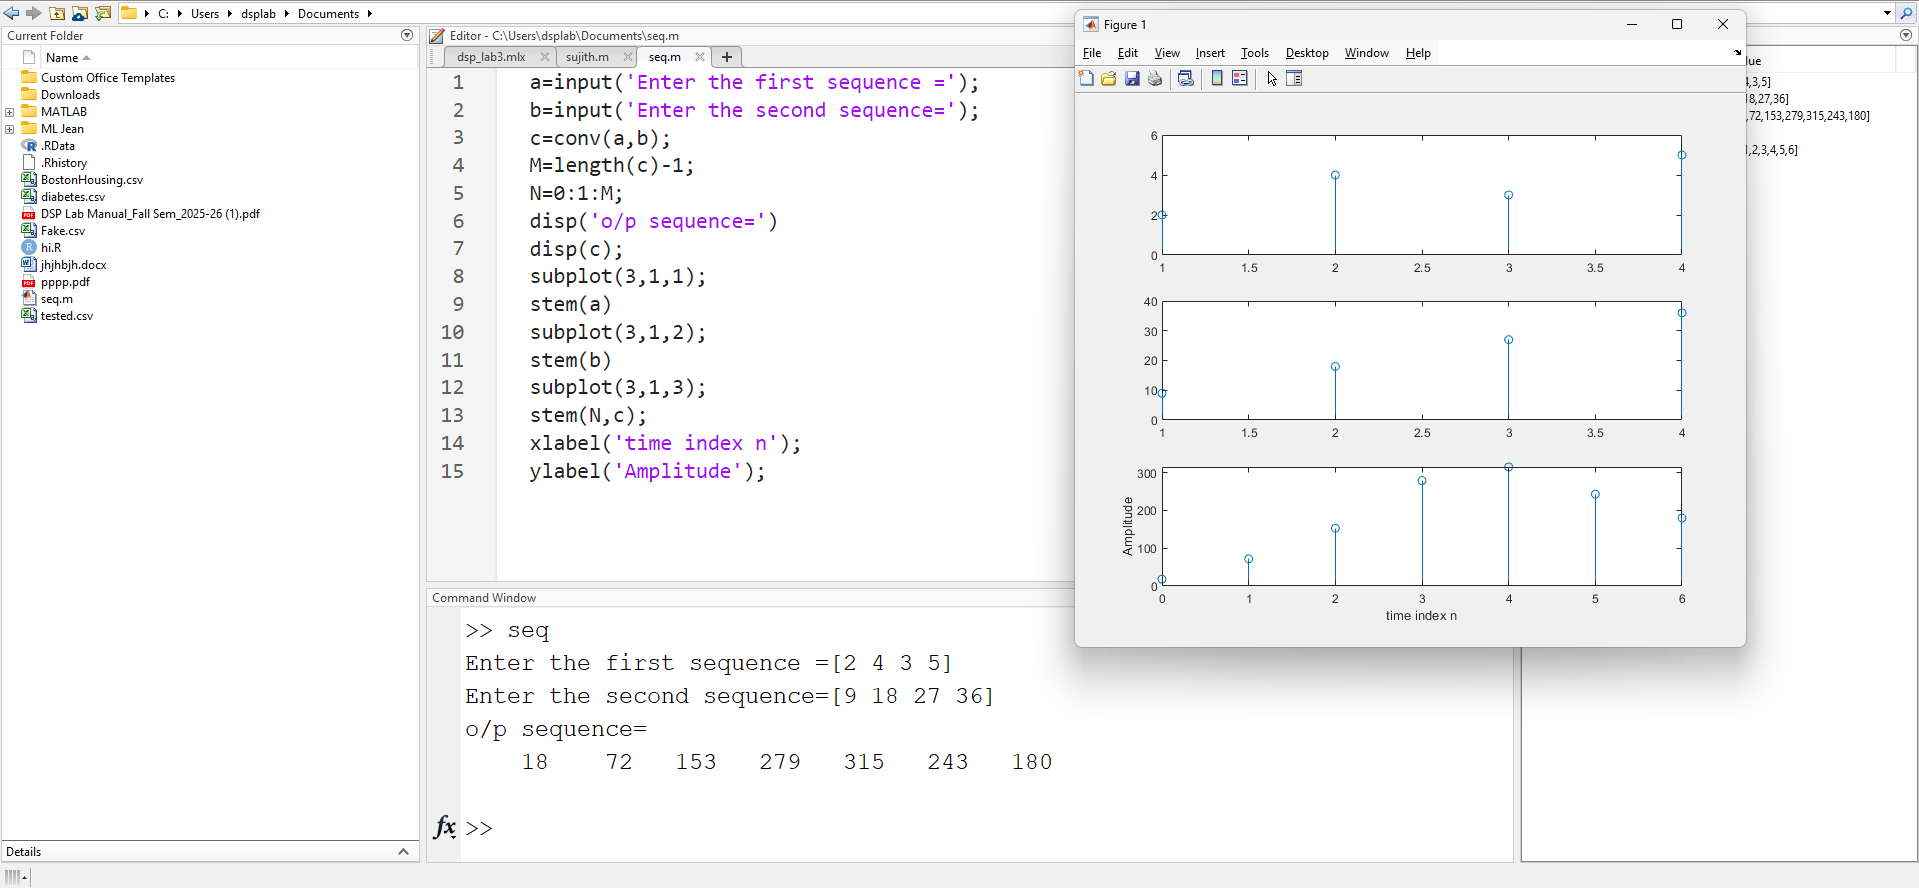 C: Users dsplab Documents
Current Folder
Name
Custom Office Templates
Downloads
MATLAB
ML Jean
.RData
.Rhistory
BostonHousing.csv
diabetes.csv
DSP Lab Manual_Fall Sem_2025-26 (1).pdf
Fake.csv
hi.R
jhjhbjh.docx
pppp.pdf
seq.m
tested.csv
Details
Editor - C:\Users\dsplab\Documents\seq.m
dsp_lab3.mlx sujith.m seq.m
1 a=input('Enter the first sequence =');
2 b=input('Enter the second sequence=');
3 c=conv(a,b);
4 M=length(c)-1;
5 N=0:1:M;
6 disp('o/p sequence=')
7 disp(c);
8 subplot(3,1,1);
9 stem(a)
10 subplot(3,1,2);
11 stem(b)
12 subplot(3,1,3);
13 stem(N,c);
14 xlabel('time index n');
15 ylabel('Amplitude');
Command Window
>> seq
Enter the first sequence =[2 4 3 5]
Enter the second sequence=[9 18 27 36]
o/p sequence=
18 72 153 279 315 243 180
fx >>
Figure 1
File Edit View Insert Tools Desktop Window Help
6
4
2
0
1 1.5 2 2.5 3 3.5 4
40
30
20
10
0
1 1.5 2 2.5 3 3.5 4
300
200
100
0
Amplitude
0 1 2 3 4 5 6
time index n
lue
4,3,5]
18,27,36]
,72,153,279,315,243,180]
,2,3,4,5,6]